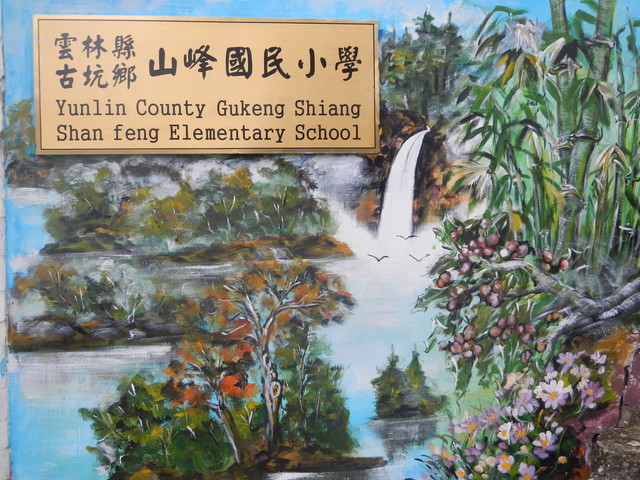 雲林縣
古坑鄉 山峰國民小學
Yunlin County Gukeng Shiang
Shan feng Elementary School